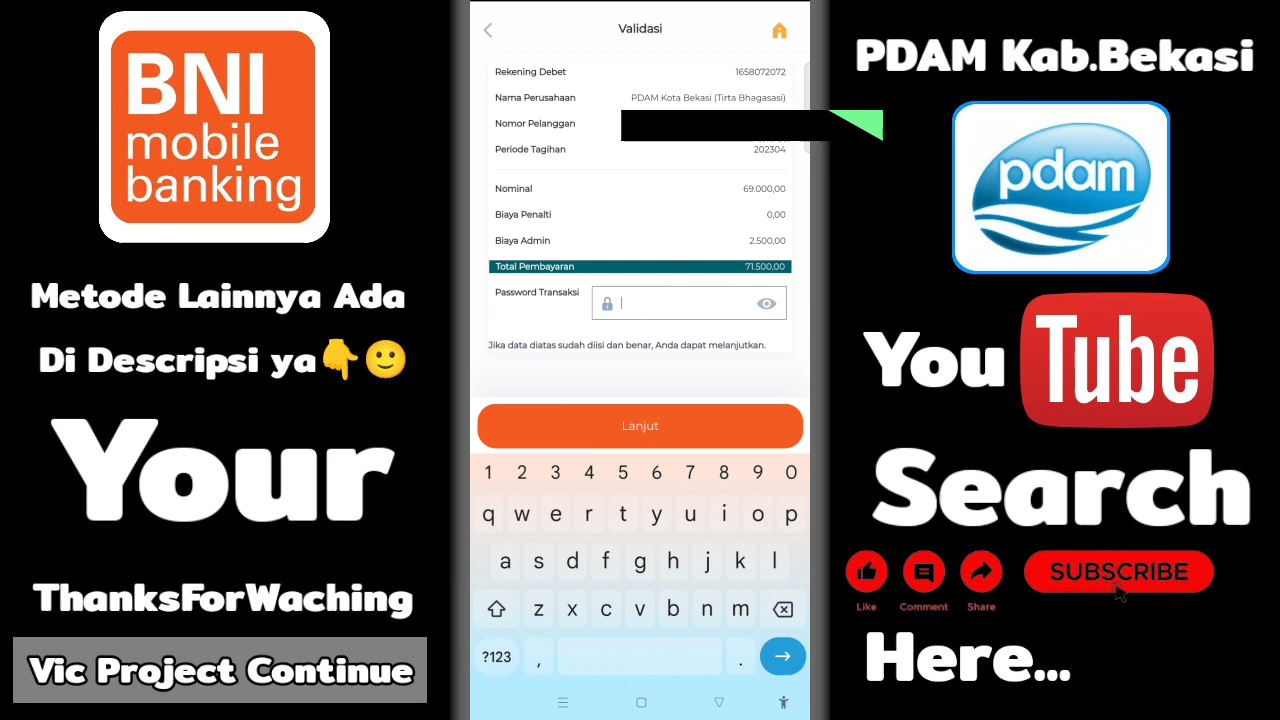 BNI
mobile
banking
Metode Lainnya Ada
Di Descripsi ya👇🙂
Your
ThanksForWaching
Vic Project Continue
Validasi
Rekening Debet 1658072072
Nama Perusahaan PDAM Kota Bekasi (Tirta Bhagasasi)
Nomor Pelanggan
Periode Tagihan 202304
Nominal 69.000,00
Biaya Penalti 0,00
Biaya Admin 2.500,00
Total Pembayaran 71.500,00
Password Transaksi
Jika data diatas sudah diisi dan benar, Anda dapat melanjutkan.
Lanjut
1 2 3 4 5 6 7 8 9 0
q w e r t y u i o p
a s d f g h j k l
z x c v b n m
?123 , .
PDAM Kab.Bekasi
pdam
You Tube
Search
SUBSCRIBE
Like Comment Share
Here...